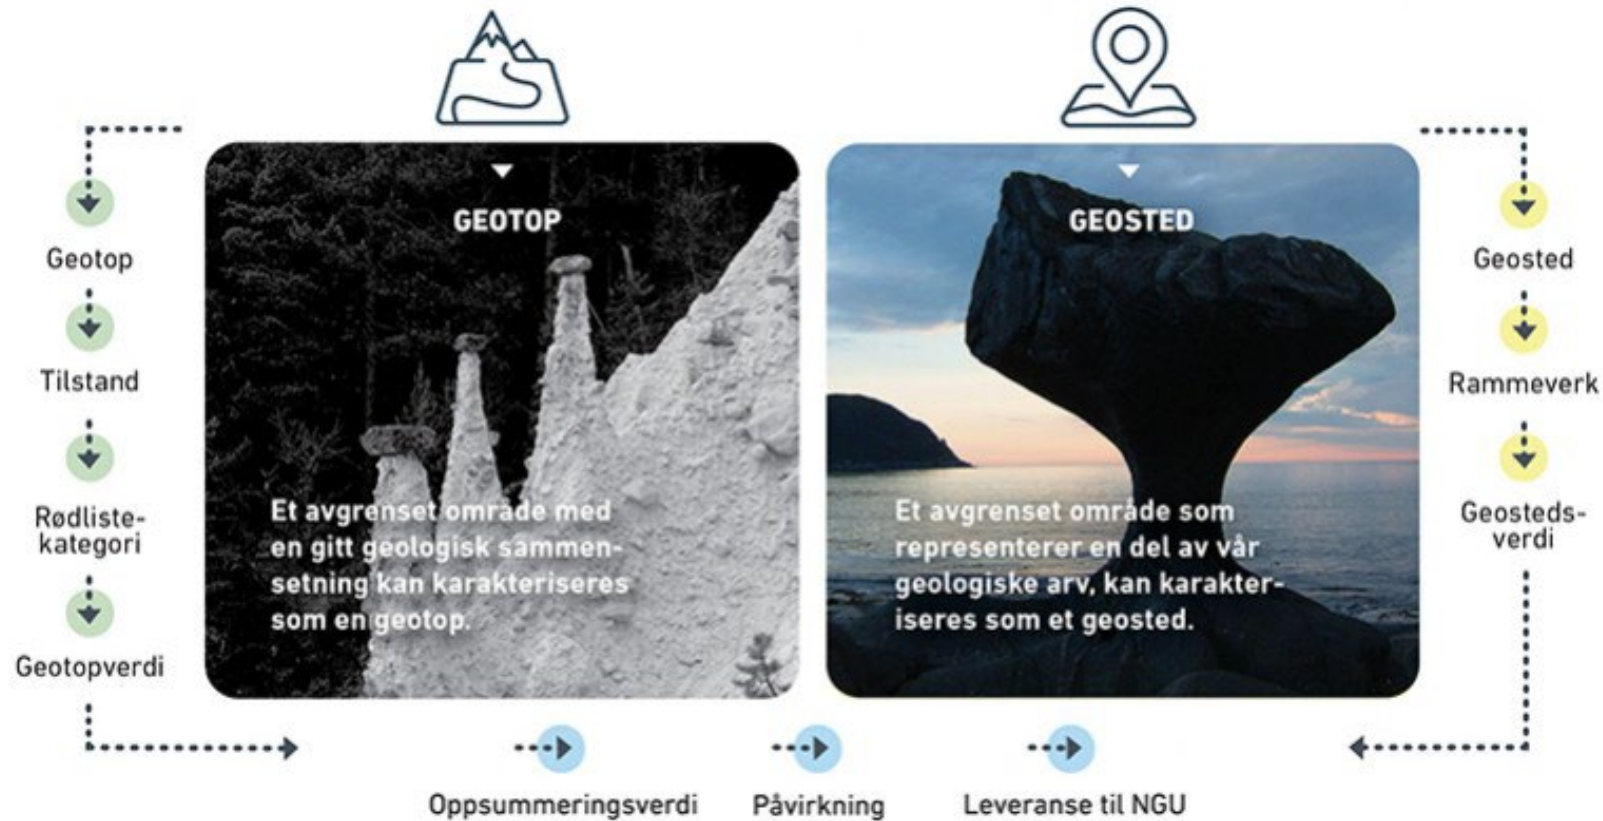 GEOTOP
Et avgrenset område med
en gitt geologisk sammen-
setning kan karakteriseres
som en geotop.
GEOSTED
Et avgrenset område som
representerer en del av vår
geologiske arv, kan karakter-
iseres som et geosted.
Geotop
Tilstand
Rødliste-
kategori
Geotopverdi
Geosted
Rammeverk
Geosteds-
verdi
Oppsummeringsverdi
Påvirkning
Leveranse til NGU